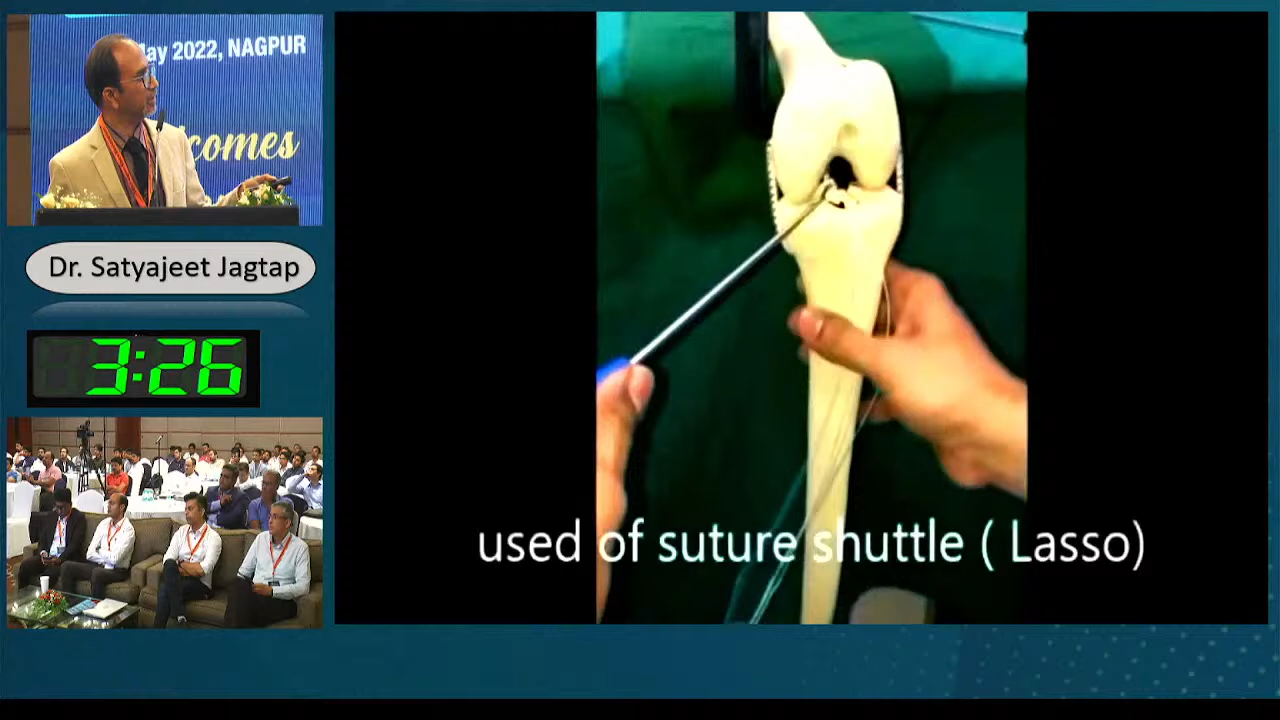 May 2022, NAGPUR
comes
Dr. Satyajeet Jagtap
3:26
used of suture shuttle ( Lasso)